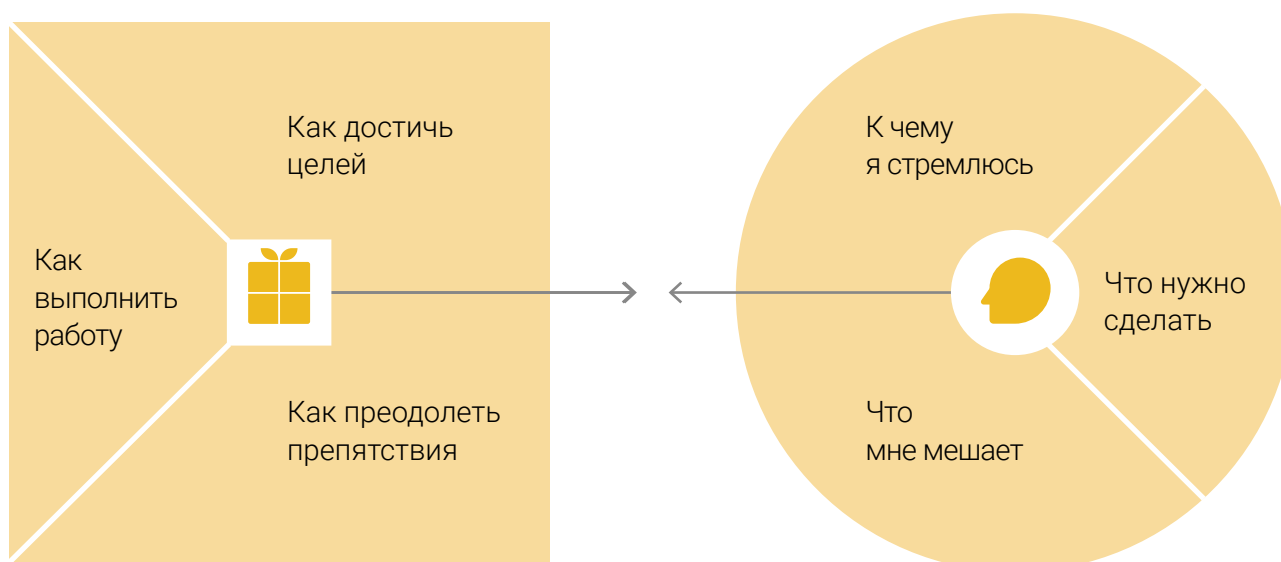 Как достичь
целей
Как
выполнить
работу
Как преодолеть
препятствия
К чему
я стремлюсь
Что нужно
сделать
Что
мне мешает